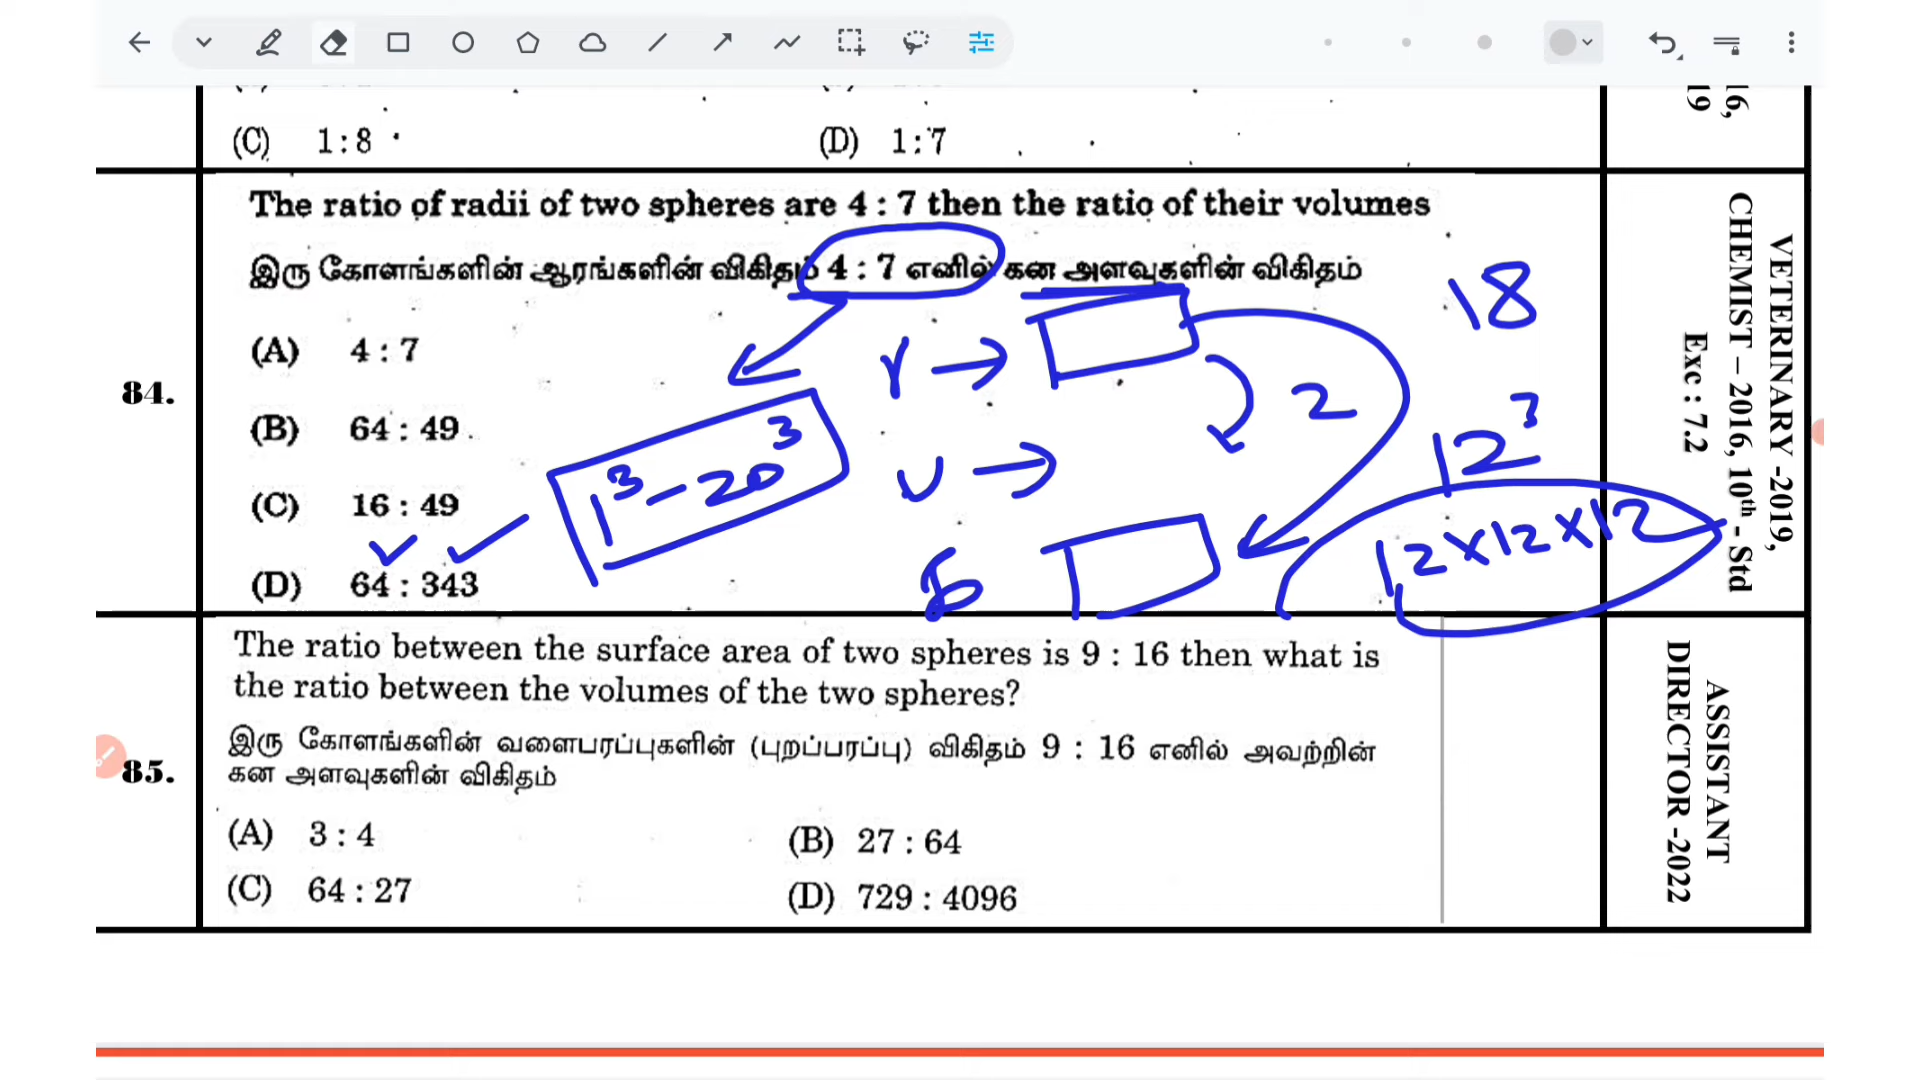 (C) 1 : 8 (D) 1 : 7
16,
19
84.
The ratio of radii of two spheres are 4 : 7 then the ratio of their volumes
இரு கோளங்களின் ஆரங்களின் விகிதம் 4 : 7 எனில் கன அளவுகளின் விகிதம்
(A) 4 : 7
(B) 64 : 49
(C) 16 : 49
(D) 64 : 343
1³ – 20³
r →
v →
2
18
12³
12×12×12
VETERINARY -2019,
CHEMIST – 2016, 10th - Std
Exc : 7.2
85.
The ratio between the surface area of two spheres is 9 : 16 then what is
the ratio between the volumes of the two spheres?
இரு கோளங்களின் வளைபரப்புகளின் (புறப்பரப்பு) விகிதம் 9 : 16 எனில் அவற்றின்
கன அளவுகளின் விகிதம்
(A) 3 : 4 (B) 27 : 64
(C) 64 : 27 (D) 729 : 4096
ASSISTANT
DIRECTOR -2022